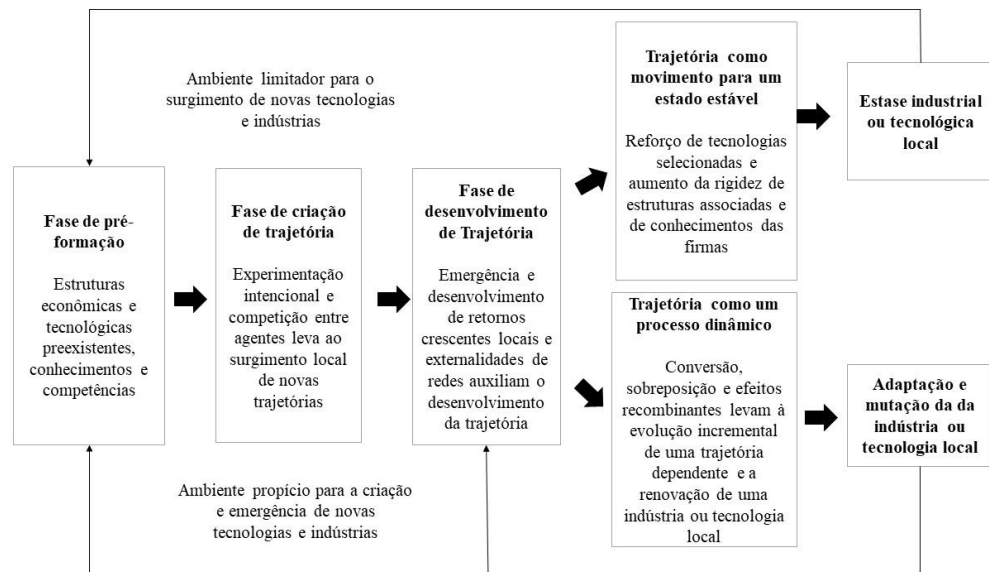 Ambiente limitador para o
surgimento de novas tecnologias
e indústrias
Fase de pré-
formação
Estruturas
econômicas e
tecnológicas
preexistentes,
conhecimentos e
competências
Fase de criação
de trajetória
Experimentação
intencional e
competição entre
agentes leva ao
surgimento local
de novas
trajetórias
Fase de
desenvolvimento
de Trajetória
Emergência e
desenvolvimento
de retornos
crescentes locais e
externalidades de
redes auxiliam o
desenvolvimento
da trajetória
Trajetória como
movimento para um
estado estável
Reforço de tecnologias
selecionadas e
aumento da rigidez de
estruturas associadas e
de conhecimentos das
firmas
Estase industrial
ou tecnológica
local
Trajetória como um
processo dinâmico
Conversão,
sobreposição e efeitos
recombinantes levam à
evolução incremental
de uma trajetória
dependente e a
renovação de uma
indústria ou tecnologia
local
Adaptação e
mutação da da
indústria ou
tecnologia local
Ambiente propício para a criação
e emergência de novas
tecnologias e indústrias